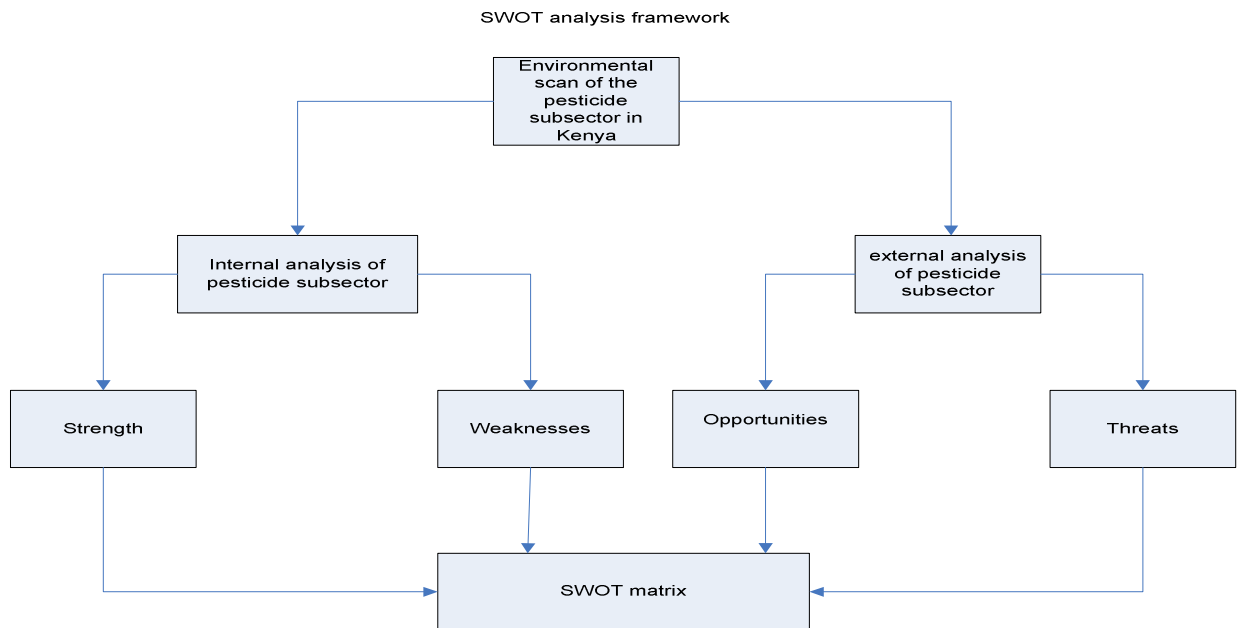 SWOT analysis framework
Environmental
scan of the
pesticide
subsector in
Kenya
Internal analysis of
pesticide subsector
external analysis
of pesticide
subsector
Strength
Weaknesses
Opportunities
Threats
SWOT matrix